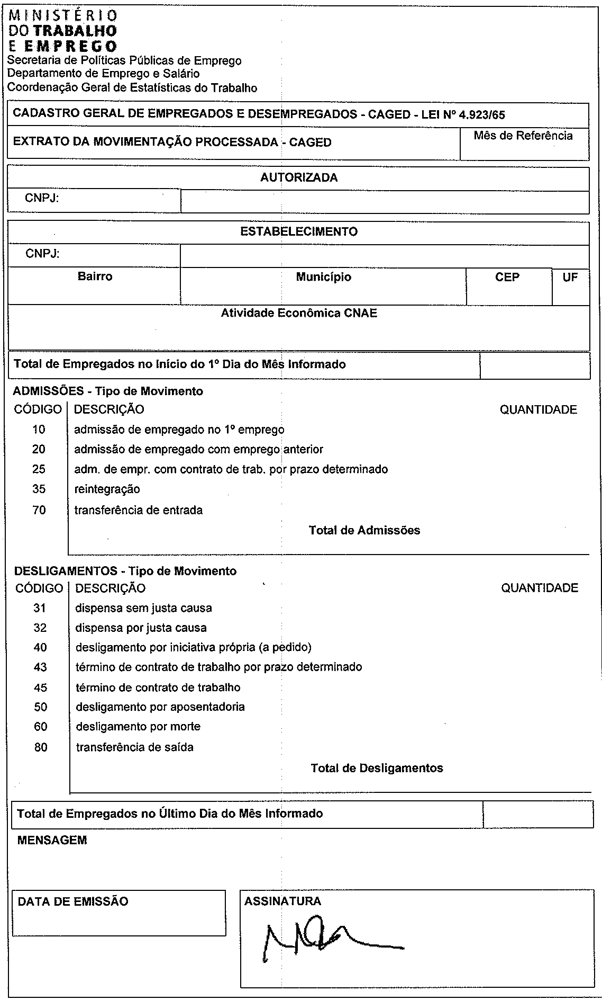 MINISTÉRIO
DO TRABALHO
E EMPREGO
Secretaria de Políticas Públicas de Emprego
Departamento de Emprego e Salário
Coordenação Geral de Estatísticas do Trabalho
CADASTRO GERAL DE EMPREGADOS E DESEMPREGADOS - CAGED - LEI Nº 4.923/65
EXTRATO DA MOVIMENTAÇÃO PROCESSADA - CAGED Mês de Referência
AUTORIZADA
CNPJ:
ESTABELECIMENTO
CNPJ:
Bairro Município CEP UF
Atividade Econômica CNAE
Total de Empregados no Início do 1º Dia do Mês Informado
ADMISSÕES - Tipo de Movimento
CÓDIGO DESCRIÇÃO QUANTIDADE
10 admissão de empregado no 1º emprego
20 admissão de empregado com emprego anterior
25 adm. de empr. com contrato de trab. por prazo determinado
35 reintegração
70 transferência de entrada
Total de Admissões
DESLIGAMENTOS - Tipo de Movimento
CÓDIGO DESCRIÇÃO QUANTIDADE
31 dispensa sem justa causa
32 dispensa por justa causa
40 desligamento por iniciativa própria (a pedido)
43 término de contrato de trabalho por prazo determinado
45 término de contrato de trabalho
50 desligamento por aposentadoria
60 desligamento por morte
80 transferência de saída
Total de Desligamentos
Total de Empregados no Último Dia do Mês Informado
MENSAGEM
DATA DE EMISSÃO ASSINATURA